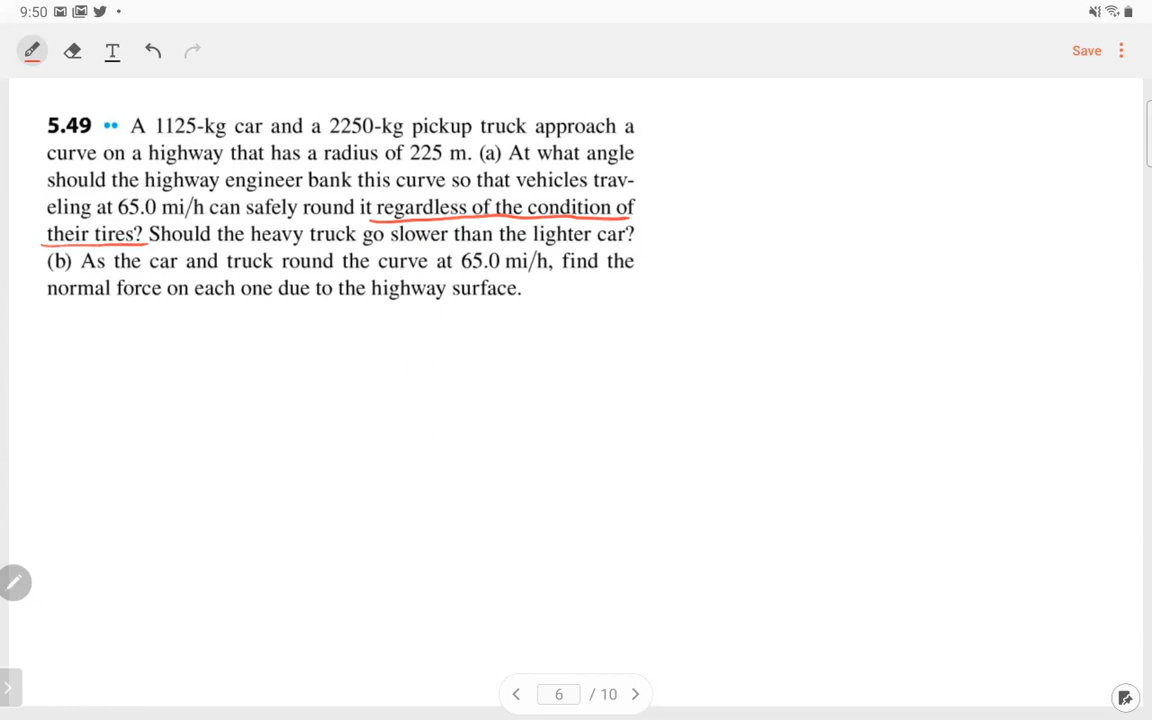 9:50
Save
5.49 •• A 1125-kg car and a 2250-kg pickup truck approach a
curve on a highway that has a radius of 225 m. (a) At what angle
should the highway engineer bank this curve so that vehicles trav-
eling at 65.0 mi/h can safely round it regardless of the condition of
their tires? Should the heavy truck go slower than the lighter car?
(b) As the car and truck round the curve at 65.0 mi/h, find the
normal force on each one due to the highway surface.
6 / 10